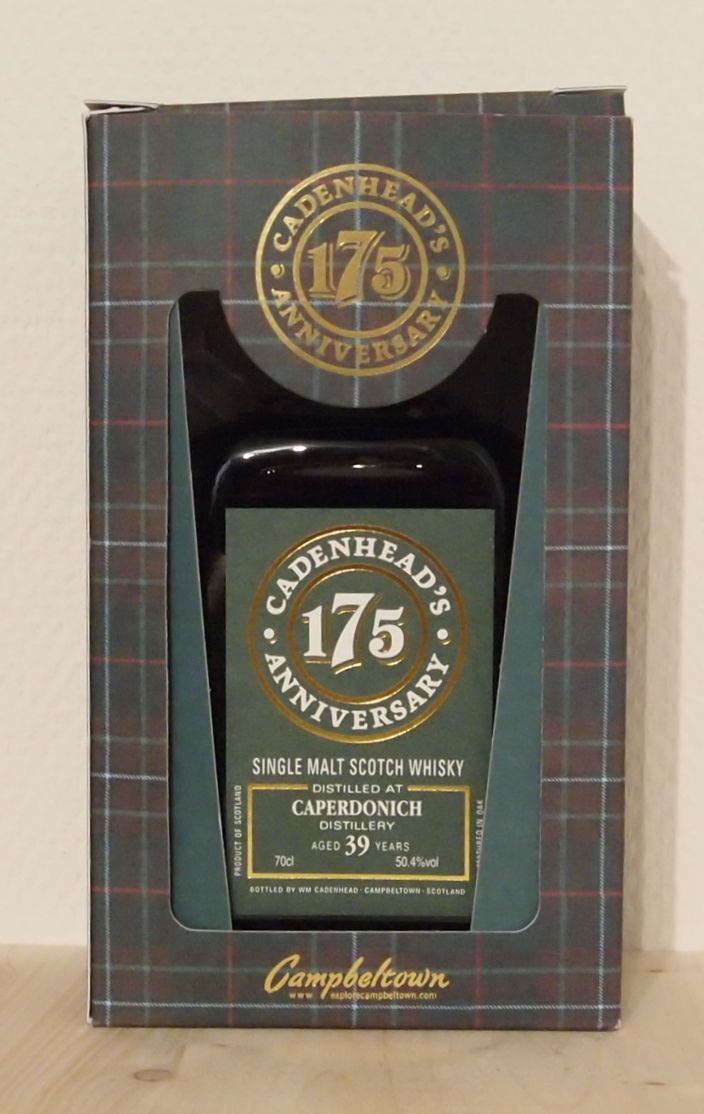 CADENHEAD'S
175
ANNIVERSARY
CADENHEAD'S
175
ANNIVERSARY
SINGLE MALT SCOTCH WHISKY
DISTILLED AT
CAPERDONICH
DISTILLERY
AGED 39 YEARS
70cl 50.4%vol
PRODUCT OF SCOTLAND
IN OAK
BOTTLED BY WM CADENHEAD · CAMPBELTOWN · SCOTLAND
Campbeltown
www explorecampbeltown.com